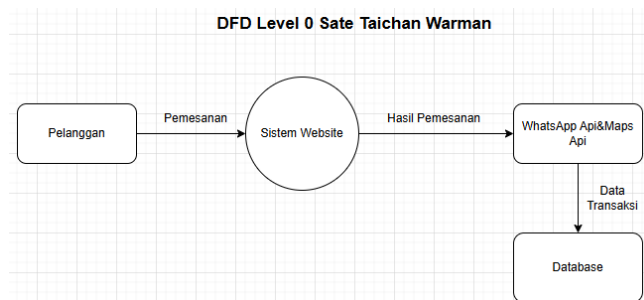 DFD Level 0 Sate Taichan Warman
Pelanggan
Pemesanan
Sistem Website
Hasil Pemesanan
WhatsApp Api&Maps
Api
Data
Transaksi
Database